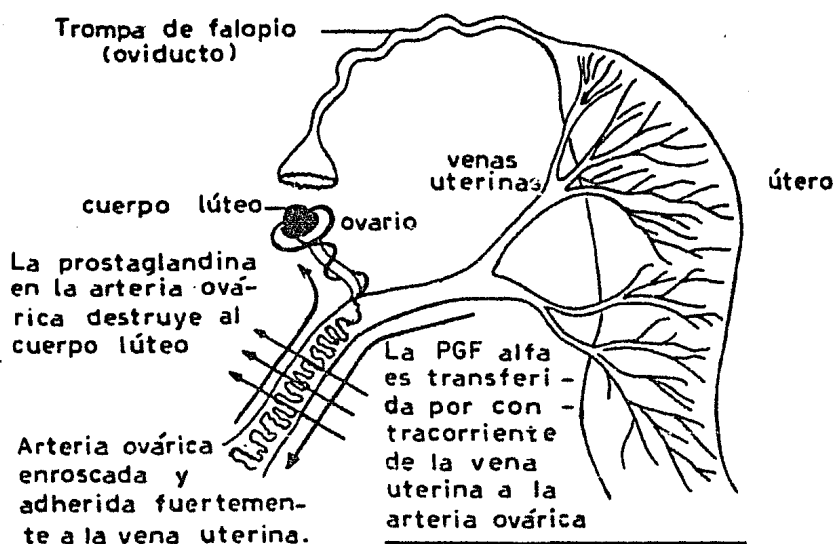 Trompa de falopio
(oviducto)
venas
uterinas
útero
cuerpo lúteo
ovario
La prostaglandina
en la arteria ová-
rica destruye al
cuerpo lúteo
La PGF alfa
es transferi-
da por con-
tracorriente
de la vena
uterina a la
arteria ovárica
Arteria ovárica
enroscada y
adherida fuertemen-
te a la vena uterina.